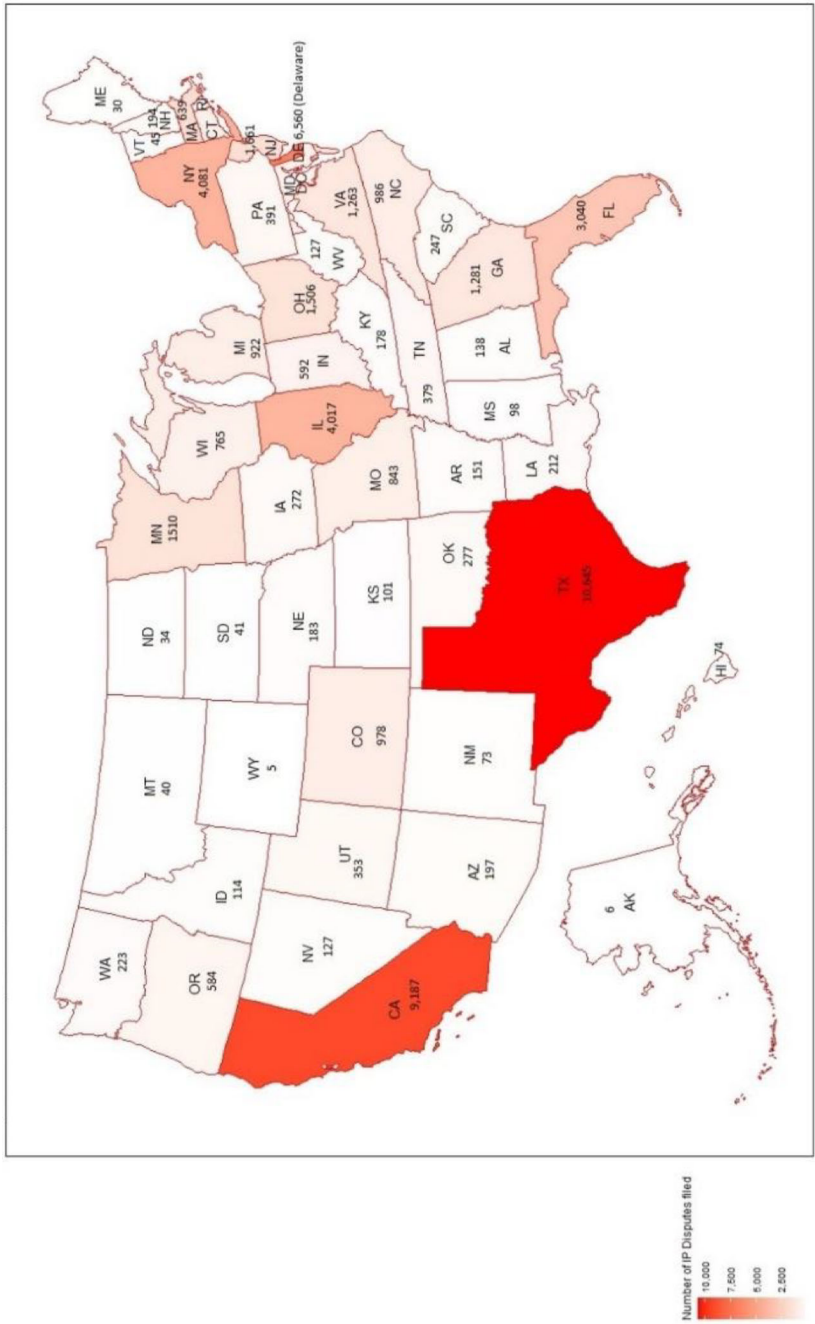 WA
223
OR
584
CA
9,187
NV
127
ID
114
MT
40
WY
5
UT
353
AZ
197
CO
978
NM
73
ND
34
SD
41
NE
183
KS
101
OK
277
TX
MN
1510
IA
272
MO
843
AR
151
LA
212
WI
765
IL
4,017
MI
922
592
IN
OH
1,506
KY
178
TN
379
MS
98
138
AL
1,281
GA
3,040
FL
247
SC
986
NC
VA
1,263
127
WV
PA
391
NY
4,081
VT
45
194
NH
ME
30
639
MA
CT
RI
1,661
NJ
MD
DC
DE 6,560 (Delaware)
6
AK
HI 74
Number of IP Disputes filed
10,000
7,500
5,000
2,500